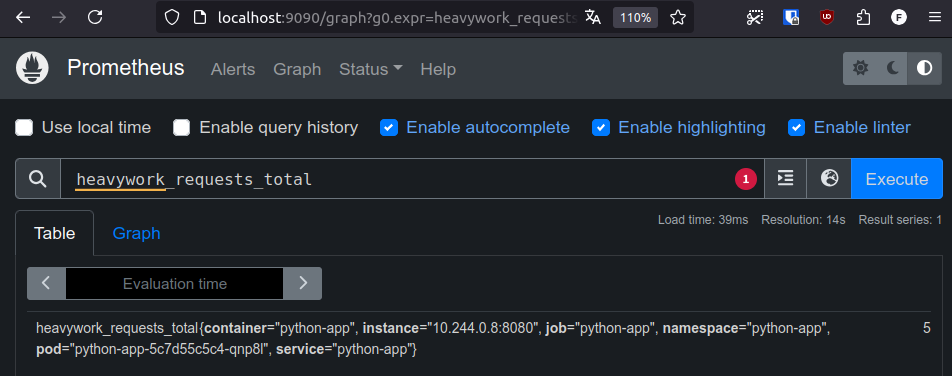 localhost:9090/graph?g0.expr=heavywork_requests
110%
UD
F
Prometheus
Alerts
Graph
Status
Help
Use local time
Enable query history
Enable autocomplete
Enable highlighting
Enable linter
heavywork_requests_total
1
Execute
Load time: 39ms Resolution: 14s Result series: 1
Table
Graph
Evaluation time
heavywork_requests_total{container="python-app", instance="10.244.0.8:8080", job="python-app", namespace="python-app", 5
pod="python-app-5c7d55c5c4-qnp8l", service="python-app"}